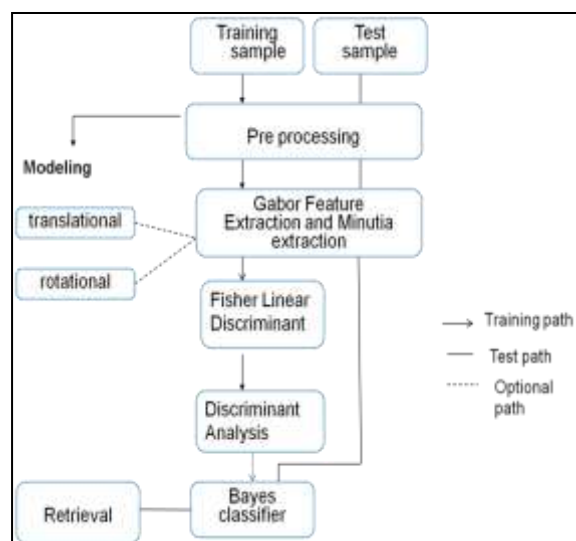 Training
sample
Test
sample
Pre processing
Modeling
translational
rotational
Gabor Feature
Extraction and Minutia
extraction
Fisher Linear
Discriminant
Discriminant
Analysis
Bayes
classifier
Retrieval
Training path
Test path
Optional
path